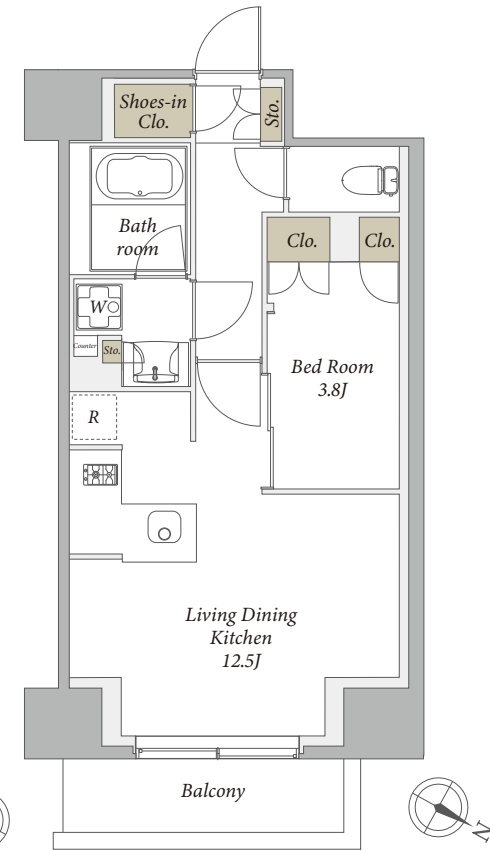 Shoes-in
Clo.
Sto.
Bath
room
Clo.
Clo.
W
Counter
Sto.
Bed Room
3.8J
R
Living Dining
Kitchen
12.5J
Balcony
N